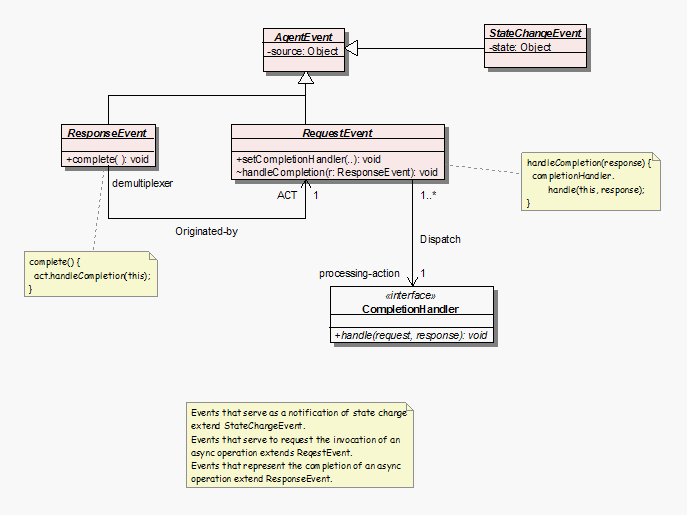 AgentEvent
-source: Object
StateChangeEvent
-state: Object
ResponseEvent
+complete( ): void
RequestEvent
+setCompletionHandler(..): void
~handleCompletion(r: ResponseEvent): void
handleCompletion(response) {
completionHandler.
handle(this, response);
}
demultiplexer
ACT
1
1..*
Originated-by
Dispatch
complete() {
act.handleCompletion(this);
}
processing-action
1
«interface»
CompletionHandler
+handle(request, response): void
Events that serve as a notification of state change
extend StateChangeEvent.
Events that serve to request the invocation of an
async operation extends ReqestEvent.
Events that represent the completion of an async
operation extend ResponseEvent.